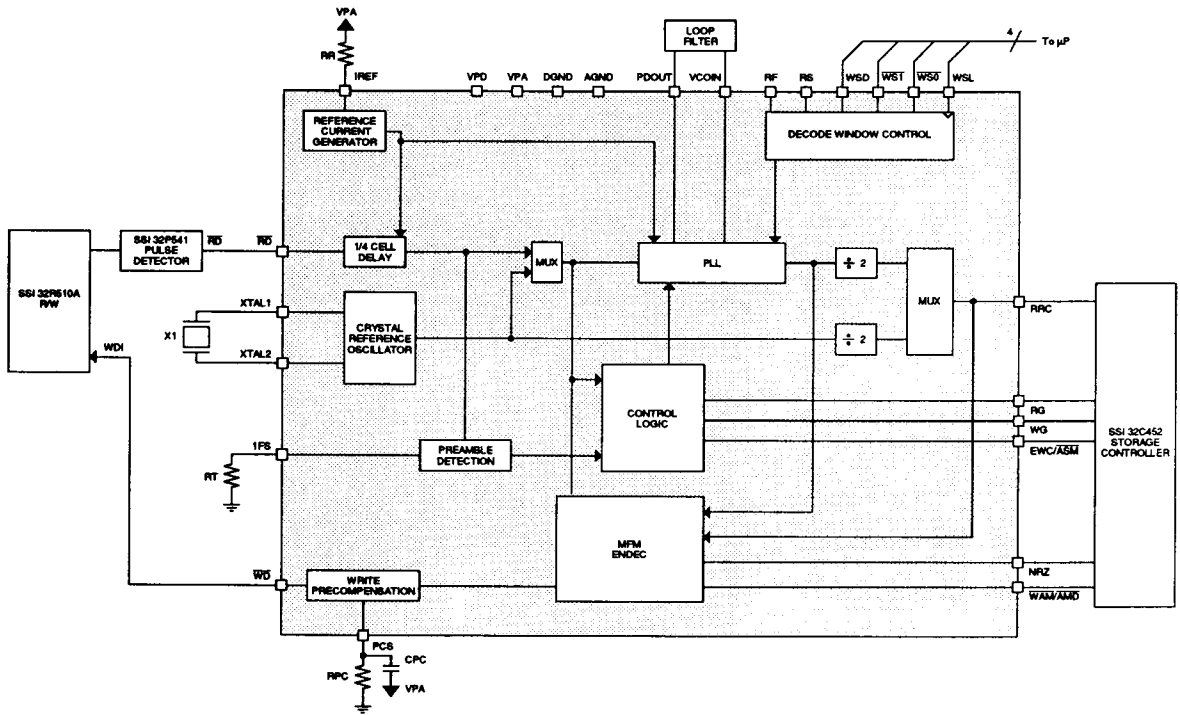 VPA
RR
LOOP
FILTER
4
To µP
IREF
VPD
VPA
DGND
AGND
PDOUT
VCOIN
RF
RS
WSD
WS1
WS0
WSL
REFERENCE
CURRENT
GENERATOR
DECODE WINDOW CONTROL
SSI 32R510A
R/W
SSI 32P541
PULSE
DETECTOR
RD
RD
1/4 CELL
DELAY
MUX
PLL
÷ 2
MUX
RRC
XTAL1
X1
XTAL2
CRYSTAL
REFERENCE
OSCILLATOR
÷ 2
WDI
CONTROL
LOGIC
RG
WG
EWC/ASM
SSI 32C452
STORAGE
CONTROLLER
1FS
RT
PREAMBLE
DETECTION
MFM
ENDEC
NRZ
WAM/AMD
WD
WRITE
PRECOMPENSATION
PCS
RPC
CPC
VPA